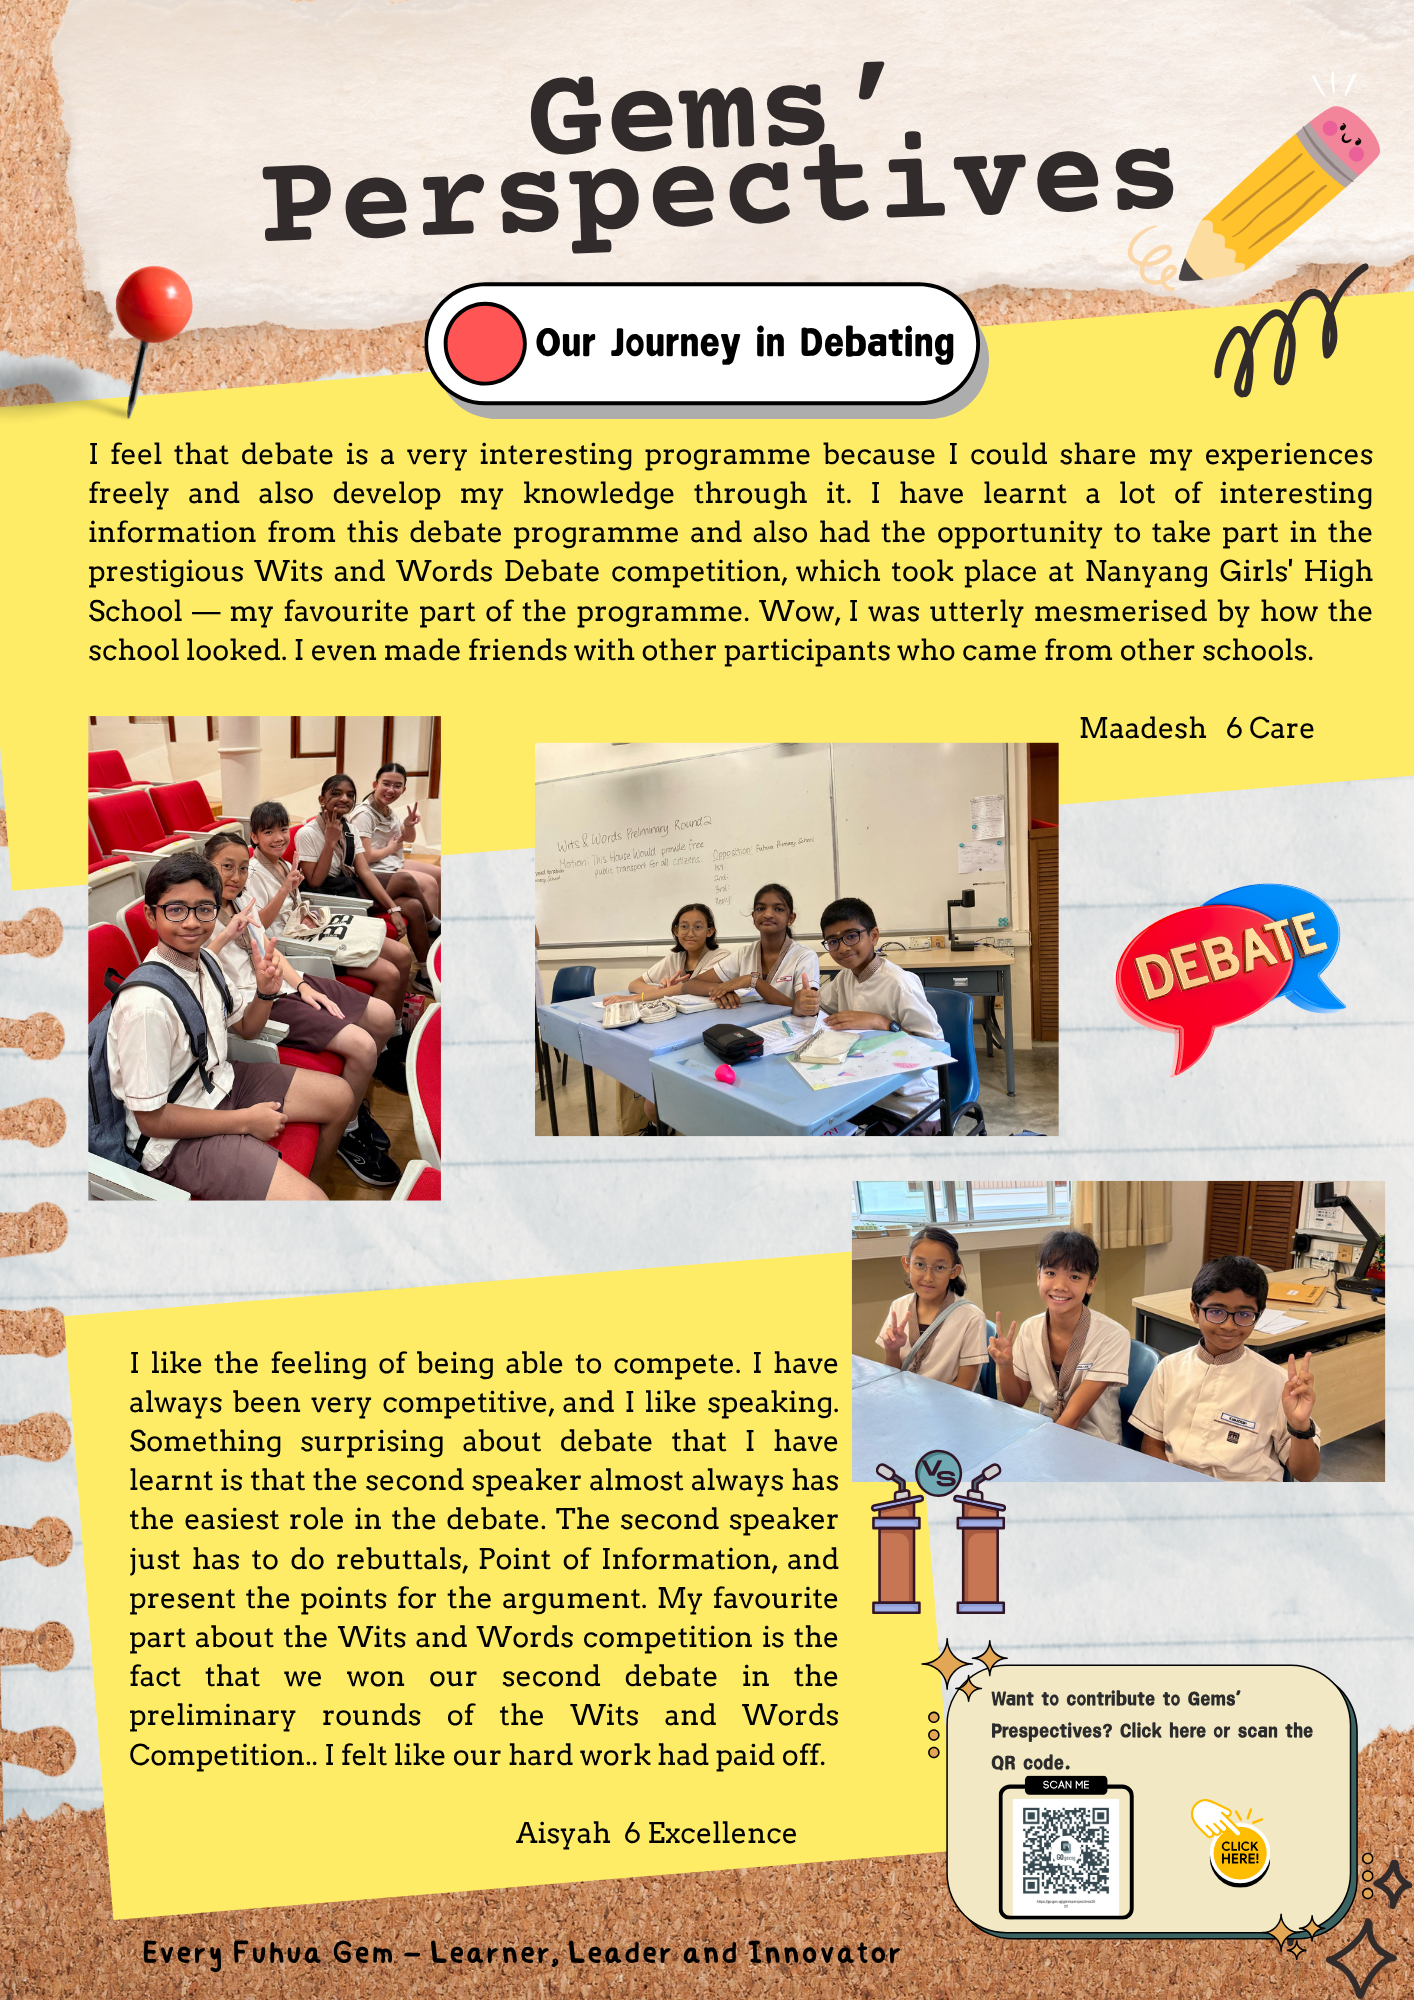 Gems'
Perspectives
Our Journey in Debating
I feel that debate is a very interesting programme because I could share my experiences
freely and also develop my knowledge through it. I have learnt a lot of interesting
information from this debate programme and also had the opportunity to take part in the
prestigious Wits and Words Debate competition, which took place at Nanyang Girls' High
School — my favourite part of the programme. Wow, I was utterly mesmerised by how the
school looked. I even made friends with other participants who came from other schools.
Maadesh 6 Care
Wits & Words Preliminary Round 2
Motion: This House Would provide free
public transport for all citizens.
Opposition: Fuhua Primary School
1st:
2nd:
3rd:
Reply:
DEBATE
I like the feeling of being able to compete. I have
always been very competitive, and I like speaking.
Something surprising about debate that I have
learnt is that the second speaker almost always has
the easiest role in the debate. The second speaker
just has to do rebuttals, Point of Information, and
present the points for the argument. My favourite
part about the Wits and Words competition is the
fact that we won our second debate in the
preliminary rounds of the Wits and Words
Competition.. I felt like our hard work had paid off.
Aisyah 6 Excellence
VS
Want to contribute to Gems'
Prespectives? Click here or scan the
QR code.
SCAN ME
CLICK
HERE!
Every Fuhua Gem – Learner, Leader and Innovator